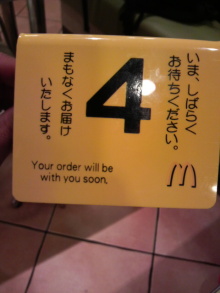 いま、しばらく
お待ちください。
4
まもなくお届け
いたします。
Your order will be
with you soon.